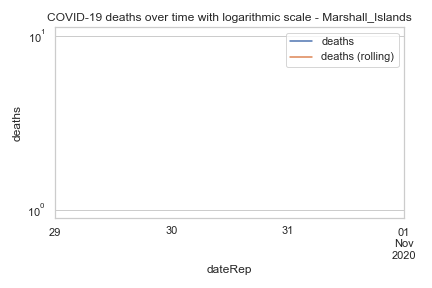 COVID-19 deaths over time with logarithmic scale - Marshall_Islands
10¹
deaths
deaths (rolling)
deaths
10⁰
29
30
31
01
Nov
2020
dateRep